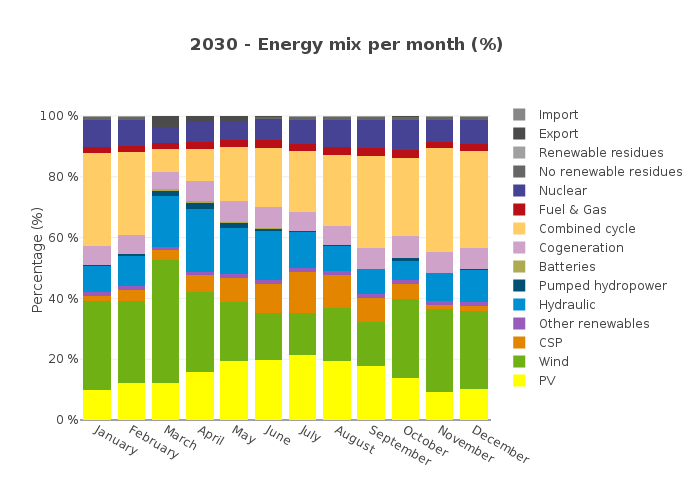 2030 - Energy mix per month (%)
Percentage (%)
100 %
80 %
60 %
40 %
20 %
0 %
January
February
March
April
May
June
July
August
September
October
November
December
Import
Export
Renewable residues
No renewable residues
Nuclear
Fuel & Gas
Combined cycle
Cogeneration
Batteries
Pumped hydropower
Hydraulic
Other renewables
CSP
Wind
PV